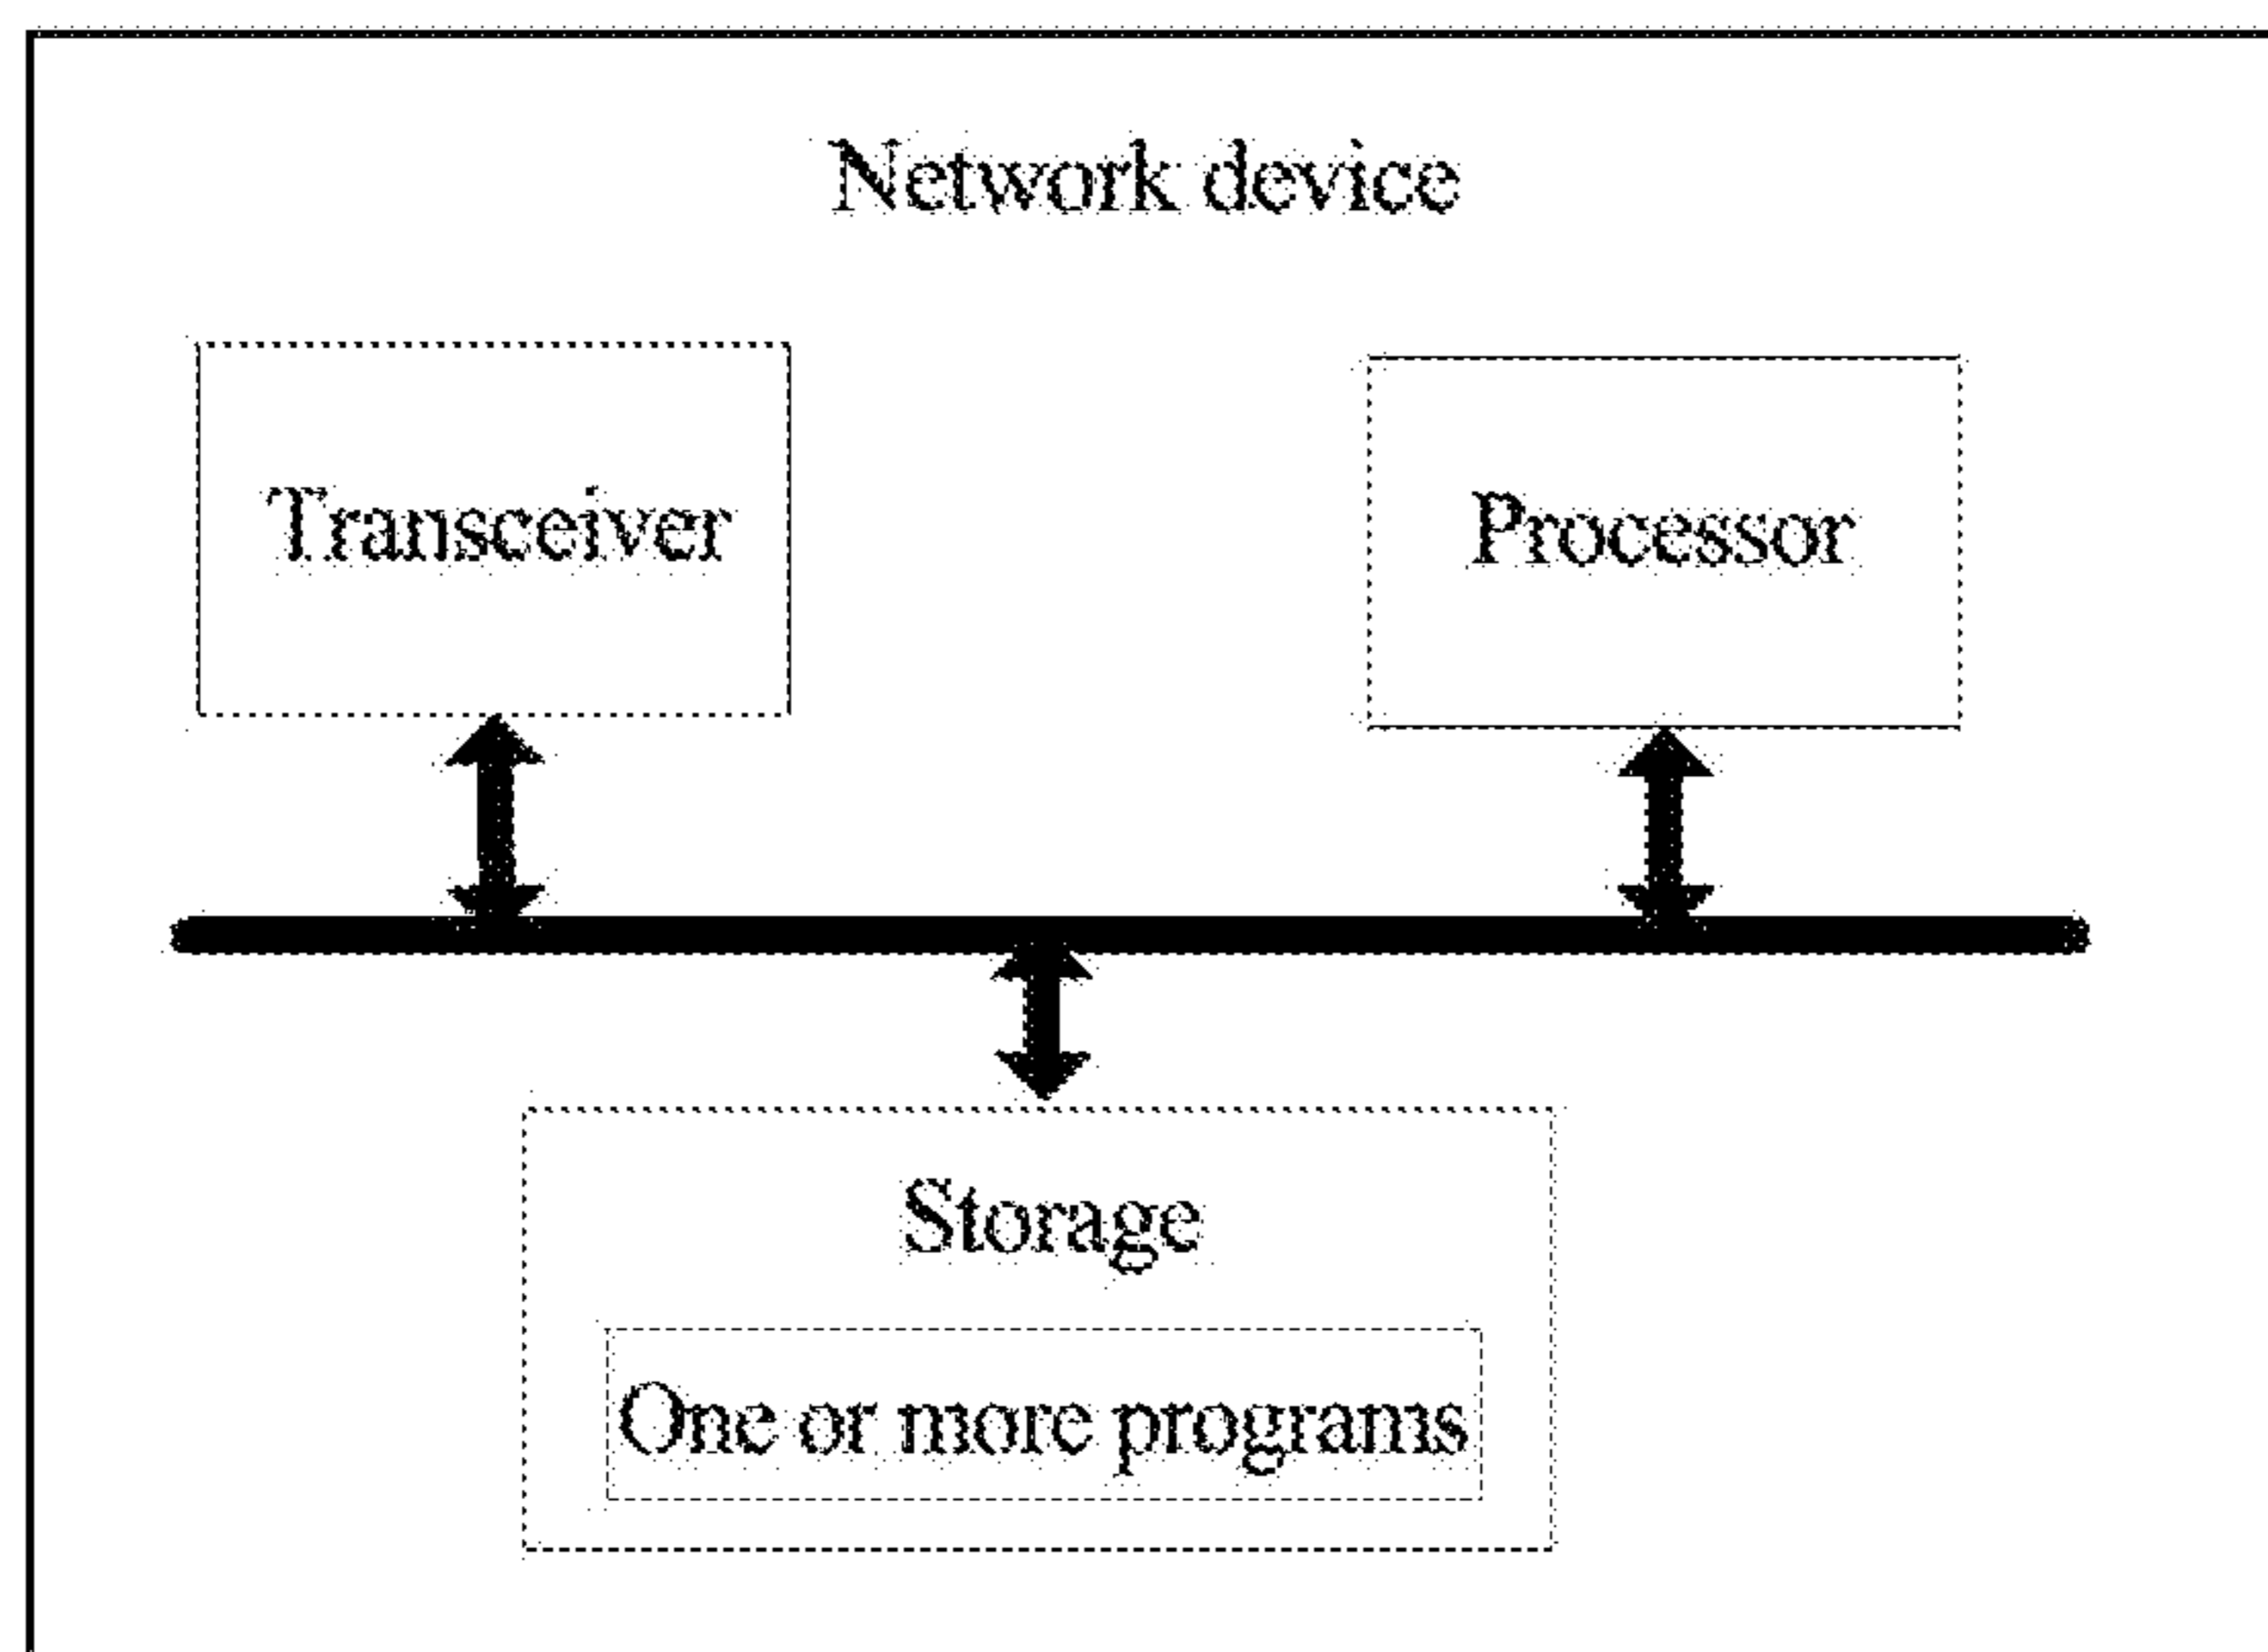 Network device
Transceiver
Processor
Storage
One or more programs